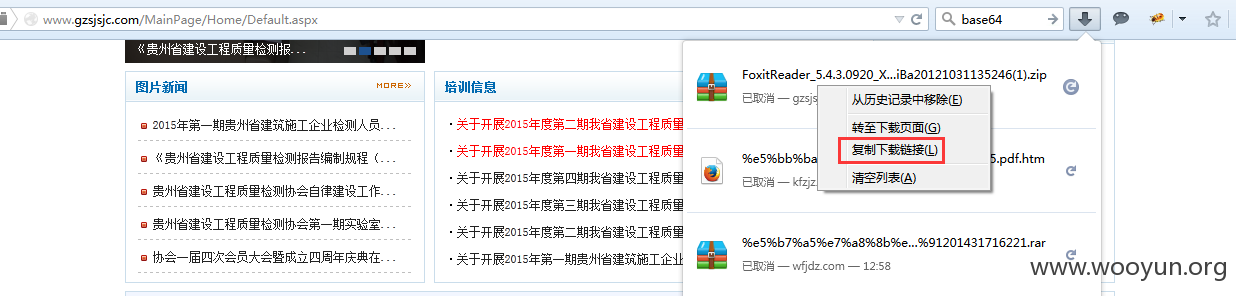 www.gzsjsjc.com/MainPage/Home/Default.aspx
base64
《贵州省建设工程质量检测报...
图片新闻
MORE»
2015年第一期贵州省建筑施工企业检测人员...
《贵州省建设工程质量检测报告编制规程（...
贵州省建设工程质量检测协会自律建设工作...
贵州省建设工程质量检测协会第一期实验室...
协会一届四次会员大会暨成立四周年庆典在...
培训信息
·关于开展2015年度第二期我省建设工程质
·关于开展2015年度第一期我省建设工程质
·关于开展2015年度第四期我省建设工程质
·关于开展2015年度第三期我省建设工程质
·关于开展2015年度第二期我省建设工程质
·关于开展2015年度第一期我省建设工程质
FoxitReader_5.4.3.0920_X...iBa20121031135246(1).zip
已取消 — gzsjs
从历史记录中移除(E)
转至下载页面(G)
复制下载链接(L)
清空列表(A)
%e5%bb%ba
5.pdf.htm
已取消 — kfzjz
%e5%b7%a5%e7%a8%8b%e...%91201431716221.rar
已取消 — wfjdz.com — 12:58
www.wooyun.org